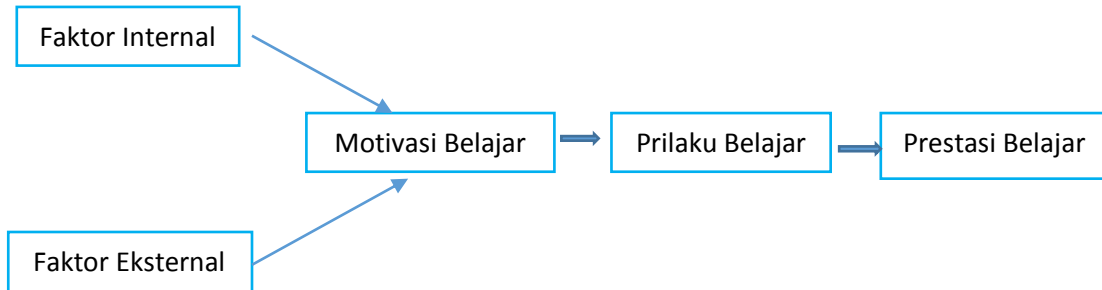 Faktor Internal
Motivasi Belajar
Prilaku Belajar
Prestasi Belajar
Faktor Eksternal